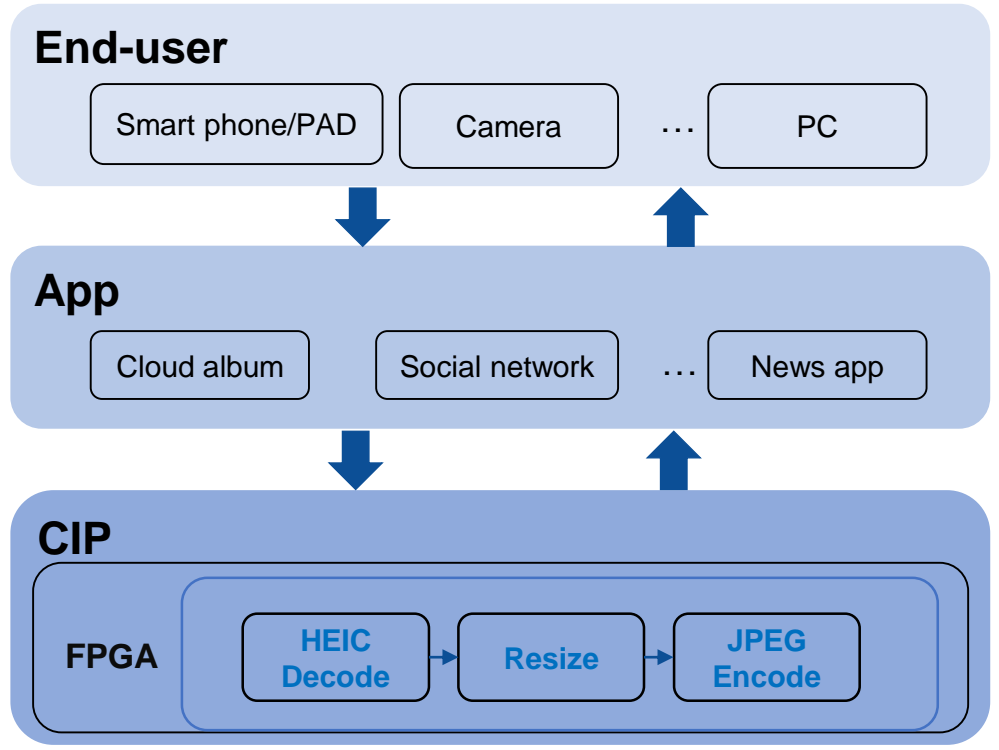 End-user
Smart phone/PAD
Camera
...
PC
App
Cloud album
Social network
...
News app
CIP
FPGA
HEIC
Decode
Resize
JPEG
Encode